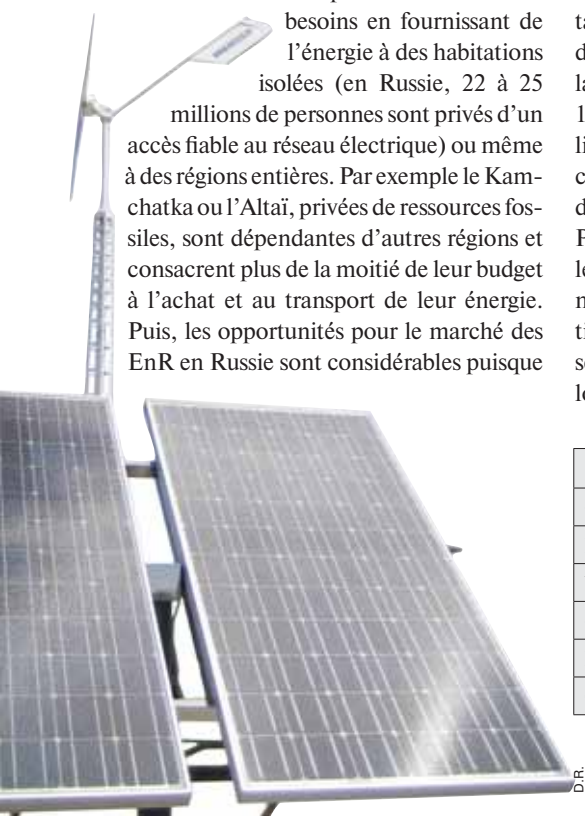 besoins en fournissant de
l’énergie à des habitations
isolées (en Russie, 22 à 25
millions de personnes sont privés d’un
accès fiable au réseau électrique) ou même
à des régions entières. Par exemple le Kam-
chatka ou l’Altaï, privées de ressources fos-
siles, sont dépendantes d’autres régions et
consacrent plus de la moitié de leur budget
à l’achat et au transport de leur énergie.
Puis, les opportunités pour le marché des
EnR en Russie sont considérables puisque
D.R.